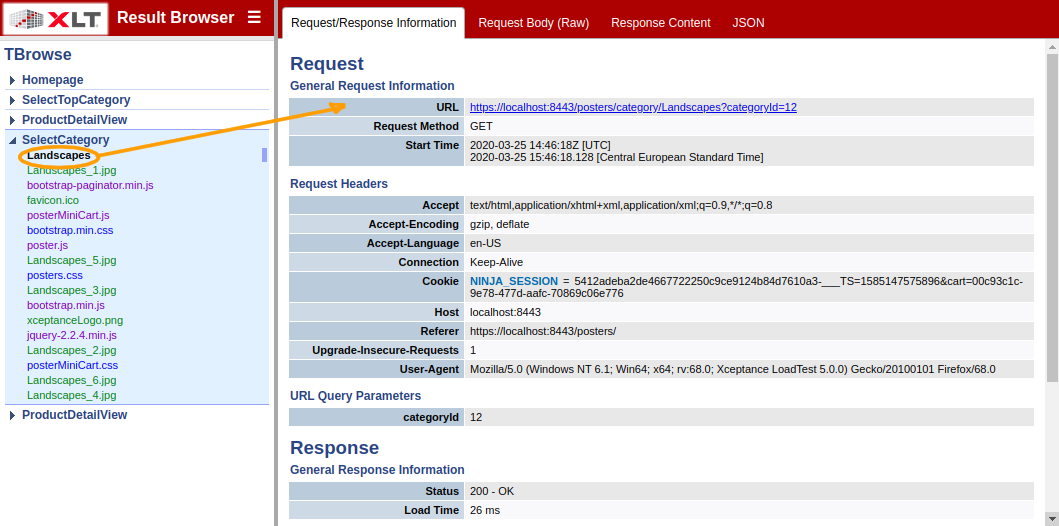 XLT Result Browser ☰
TBrowse
Homepage
SelectTopCategory
ProductDetailView
SelectCategory
Landscapes
Landscapes_1.jpg
bootstrap-paginator.min.js
favicon.ico
posterMiniCart.js
bootstrap.min.css
poster.js
Landscapes_5.jpg
posters.css
Landscapes_3.jpg
bootstrap.min.js
xceptanceLogo.png
jquery-2.2.4.min.js
Landscapes_2.jpg
posterMiniCart.css
Landscapes_6.jpg
Landscapes_4.jpg
ProductDetailView
Request/Response Information Request Body (Raw) Response Content JSON
Request
General Request Information
URL https://localhost:8443/posters/category/Landscapes?categoryId=12
Request Method GET
Start Time 2020-03-25 14:46:18Z [UTC]
2020-03-25 15:46:18.128 [Central European Standard Time]
Request Headers
Accept text/html,application/xhtml+xml,application/xml;q=0.9,*/*;q=0.8
Accept-Encoding gzip, deflate
Accept-Language en-US
Connection Keep-Alive
Cookie NINJA_SESSION = 5412adeba2de4667722250c9ce9124b84d7610a3-___TS=1585147575896&cart=00c93c1c-
9e78-477d-aafc-70869c06e776
Host localhost:8443
Referer https://localhost:8443/posters/
Upgrade-Insecure-Requests 1
User-Agent Mozilla/5.0 (Windows NT 6.1; Win64; x64; rv:68.0; Xceptance LoadTest 5.0.0) Gecko/20100101 Firefox/68.0
URL Query Parameters
categoryId 12
Response
General Response Information
Status 200 - OK
Load Time 26 ms